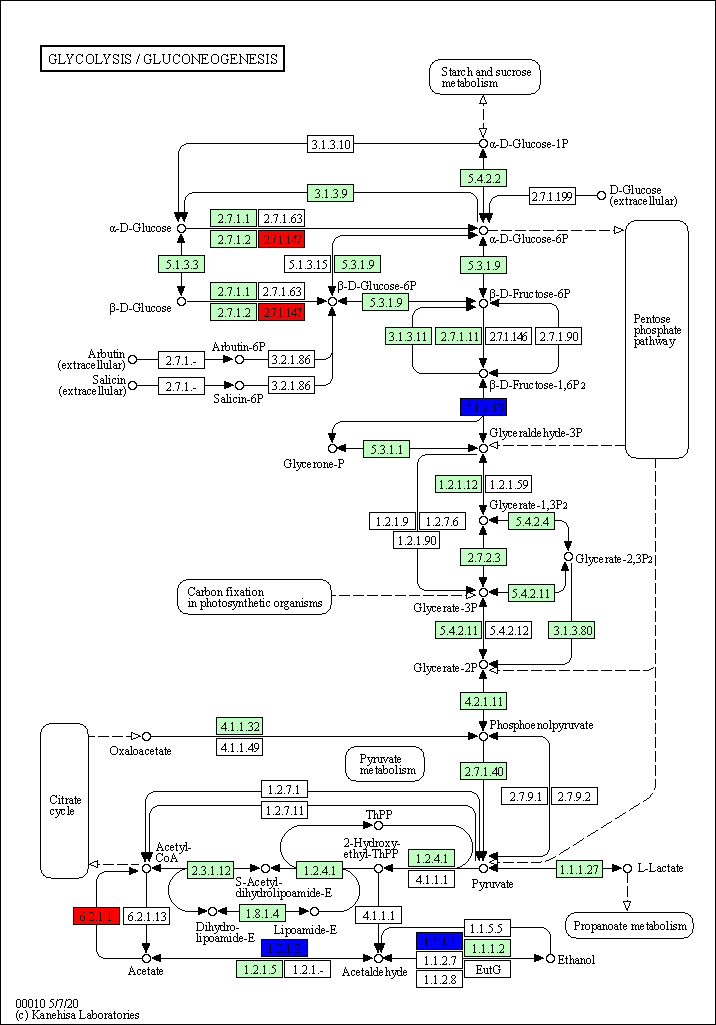 GLYCOLYSIS / GLUCONEOGENESIS
Starch and sucrose
metabolism
3.1.3.10
α-D-Glucose-1P
5.4.2.2
3.1.3.9
2.7.1.199
D-Glucose
(extracellular)
α-D-Glucose
2.7.1.1
2.7.1.63
2.7.1.2
2.7.1.147
α-D-Glucose-6P
5.1.3.3
5.1.3.15
5.3.1.9
5.3.1.9
β-D-Glucose
2.7.1.1
2.7.1.63
2.7.1.2
2.7.1.147
β-D-Glucose-6P
5.3.1.9
β-D-Fructose-6P
Pentose
phosphate
pathway
3.1.3.11
2.7.1.11
2.7.1.146
2.7.1.90
Arbutin
(extracellular)
2.7.1.-
Arbutin-6P
3.2.1.86
Salicin
(extracellular)
2.7.1.-
Salicin-6P
3.2.1.86
β-D-Fructose-1,6P2
4.1.2.13
Glyceraldehyde-3P
Glycerone-P
5.3.1.1
1.2.1.12
1.2.1.59
Glycerate-1,3P2
1.2.1.9
1.2.7.6
1.2.1.90
5.4.2.4
2.7.2.3
Glycerate-2,3P2
Carbon fixation
in photosynthetic organisms
Glycerate-3P
5.4.2.11
5.4.2.11
5.4.2.12
3.1.3.80
Glycerate-2P
4.2.1.11
Oxaloacetate
4.1.1.32
4.1.1.49
Phosphoenolpyruvate
Citrate
cycle
Pyruvate
metabolism
2.7.1.40
2.7.9.1
2.7.9.2
1.2.7.1
1.2.7.11
ThPP
Acetyl-
CoA
2-Hydroxy-
ethyl-ThPP
2.3.1.12
S-Acetyl-
dihydrolipoamide-E
1.2.4.1
1.2.4.1
4.1.1.1
Pyruvate
1.1.1.27
L-Lactate
6.2.1.1
6.2.1.13
Dihydro-
lipoamide-E
1.8.1.4
Lipoamide-E
4.1.1.1
Propanoate metabolism
Acetate
1.2.1.3
1.2.1.5
1.2.1.-
Acetaldehyde
1.1.1.1
1.1.2.7
1.1.2.8
1.1.5.5
1.1.1.2
EutG
Ethanol
00010 5/7/20
(c) Kanehisa Laboratories